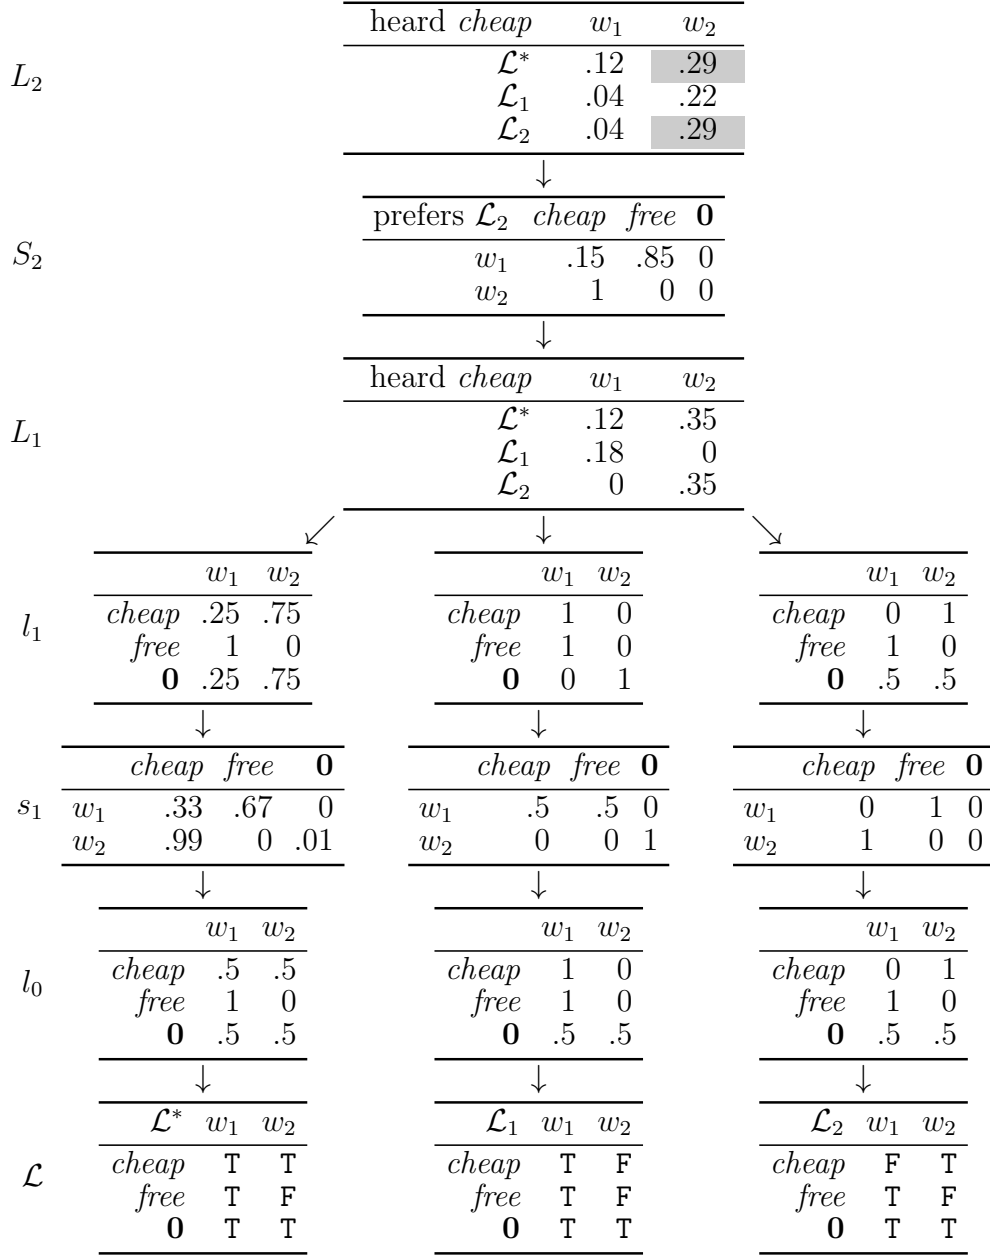 heard cheap w₁ w₂
L₂
ℒ* .12 .29
ℒ₁ .04 .22
ℒ₂ .04 .29
↓
prefers ℒ₂ cheap free 0
S₂
w₁ .15 .85 0
w₂ 1 0 0
↓
heard cheap w₁ w₂
L₁
ℒ* .12 .35
ℒ₁ .18 0
ℒ₂ 0 .35
↙ ↓ ↘
w₁ w₂ w₁ w₂ w₁ w₂
l₁
cheap .25 .75 cheap 1 0 cheap 0 1
free 1 0 free 1 0 free 1 0
0 .25 .75 0 0 1 0 .5 .5
↓ ↓ ↓
cheap free 0 cheap free 0 cheap free 0
s₁
w₁ .33 .67 0 w₁ .5 .5 0 w₁ 0 1 0
w₂ .99 0 .01 w₂ 0 0 1 w₂ 1 0 0
↓ ↓ ↓
w₁ w₂ w₁ w₂ w₁ w₂
l₀
cheap .5 .5 cheap 1 0 cheap 0 1
free 1 0 free 1 0 free 1 0
0 .5 .5 0 .5 .5 0 .5 .5
↓ ↓ ↓
ℒ* w₁ w₂ ℒ₁ w₁ w₂ ℒ₂ w₁ w₂
ℒ
cheap T T cheap T F cheap F T
free T F free T F free T F
0 T T 0 T T 0 T T